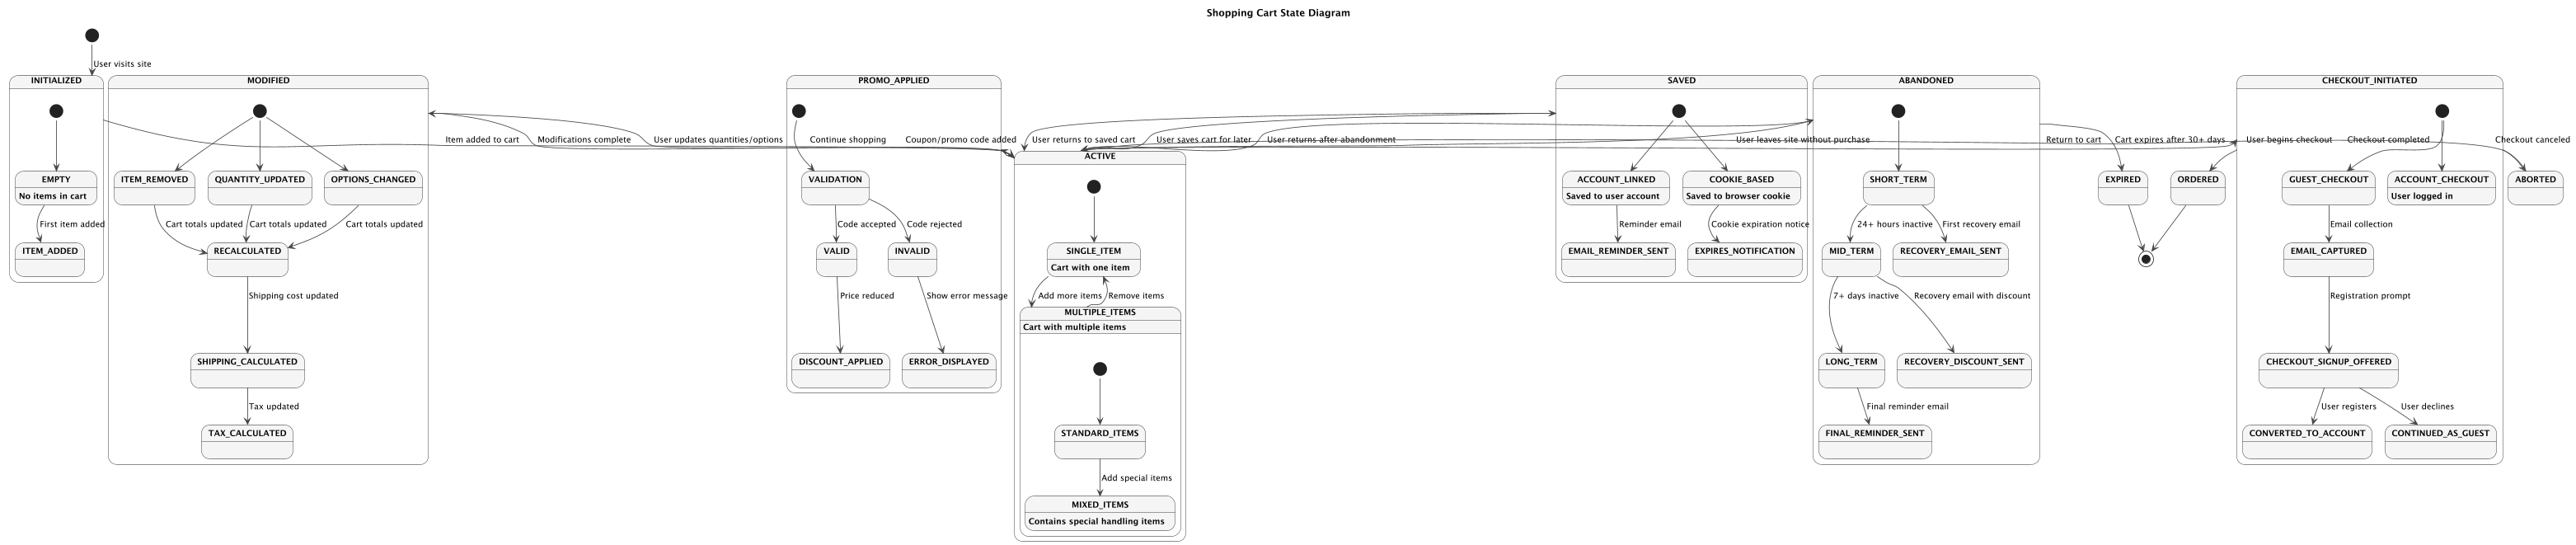 Shopping Cart State Diagram
User visits site
INITIALIZED
EMPTY
No items in cart
First item added
ITEM_ADDED
MODIFIED
ITEM_REMOVED
QUANTITY_UPDATED
OPTIONS_CHANGED
Cart totals updated
Cart totals updated
Cart totals updated
RECALCULATED
Shipping cost updated
SHIPPING_CALCULATED
Tax updated
TAX_CALCULATED
Item added to cart
Modifications complete
User updates quantities/options
PROMO_APPLIED
Continue shopping
Coupon/promo code added
VALIDATION
Code accepted
Code rejected
VALID
INVALID
Price reduced
Show error message
DISCOUNT_APPLIED
ERROR_DISPLAYED
User returns to saved cart
User saves cart for later
User returns after abandonment
ACTIVE
SINGLE_ITEM
Cart with one item
Add more items
Remove items
MULTIPLE_ITEMS
Cart with multiple items
STANDARD_ITEMS
Add special items
MIXED_ITEMS
Contains special handling items
SAVED
User leaves site without purchase
ACCOUNT_LINKED
Saved to user account
COOKIE_BASED
Saved to browser cookie
Reminder email
Cookie expiration notice
EMAIL_REMINDER_SENT
EXPIRES_NOTIFICATION
ABANDONED
SHORT_TERM
24+ hours inactive
First recovery email
MID_TERM
RECOVERY_EMAIL_SENT
7+ days inactive
Recovery email with discount
LONG_TERM
RECOVERY_DISCOUNT_SENT
Final reminder email
FINAL_REMINDER_SENT
Return to cart
Cart expires after 30+ days
EXPIRED
ORDERED
CHECKOUT_INITIATED
User begins checkout
Checkout completed
Checkout canceled
GUEST_CHECKOUT
ACCOUNT_CHECKOUT
User logged in
ABORTED
Email collection
EMAIL_CAPTURED
Registration prompt
CHECKOUT_SIGNUP_OFFERED
User registers
User declines
CONVERTED_TO_ACCOUNT
CONTINUED_AS_GUEST